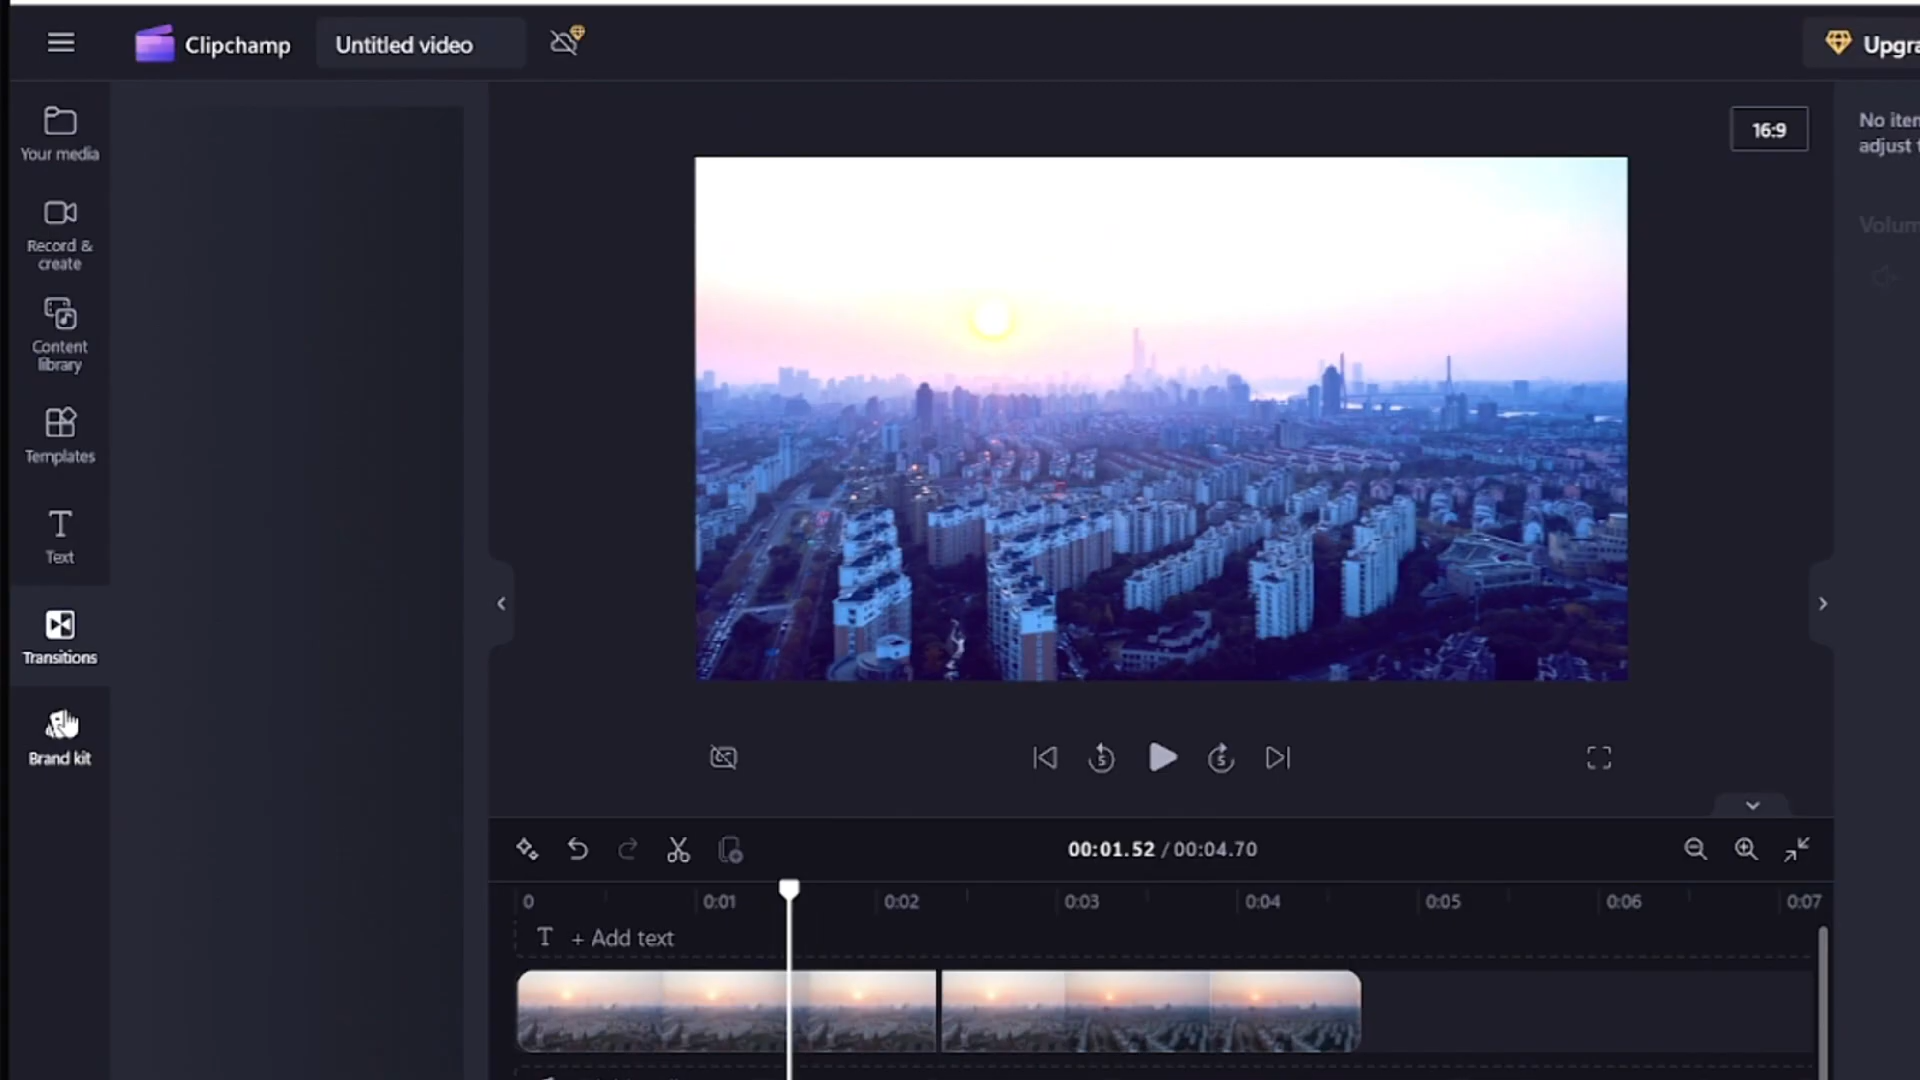 Clipchamp
Untitled video
Upgra
Your media
Record &
create
Content
library
Templates
Text
Transitions
Brand kit
16:9
No iten
adjust t
Volum
5
5
00:01.52 / 00:04.70
0
0:01
0:02
0:03
0:04
0:05
0:06
0:07
T + Add text